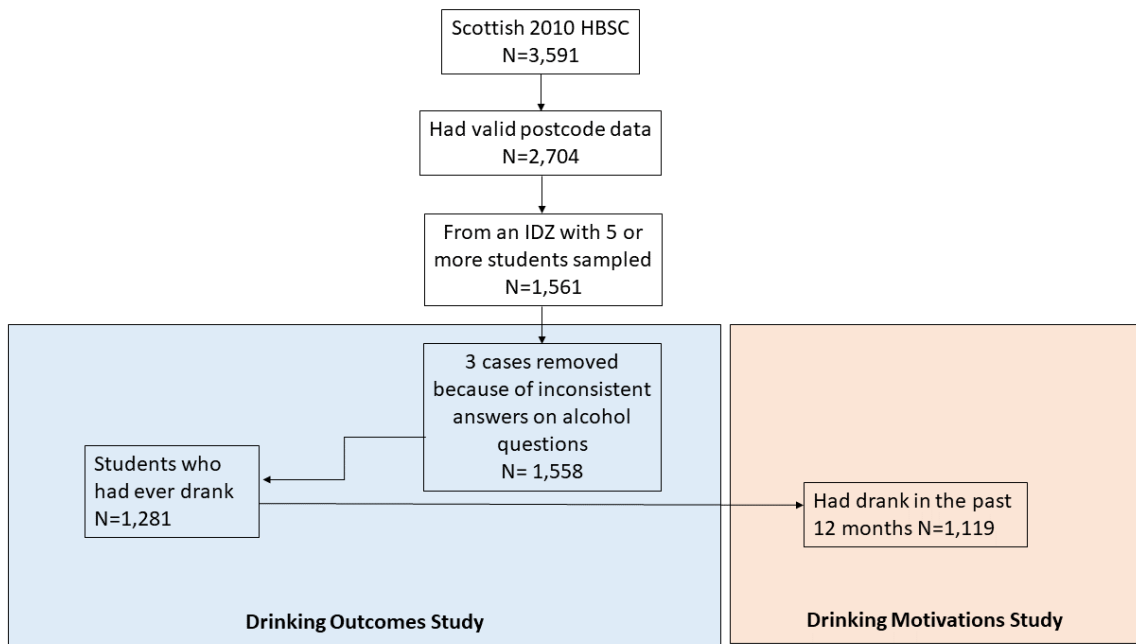 Scottish 2010 HBSC
N=3,591
Had valid postcode data
N=2,704
From an IDZ with 5 or
more students sampled
N=1,561
3 cases removed
because of inconsistent
answers on alcohol
questions
N= 1,558
Students who
had ever drank
N=1,281
Had drank in the past
12 months N=1,119
Drinking Outcomes Study
Drinking Motivations Study